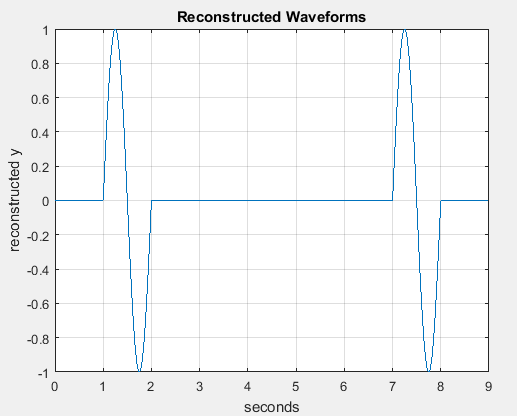 Reconstructed Waveforms
1
0.8
0.6
0.4
0.2
0
-0.2
-0.4
-0.6
-0.8
-1
reconstructed y
0 1 2 3 4 5 6 7 8 9
seconds